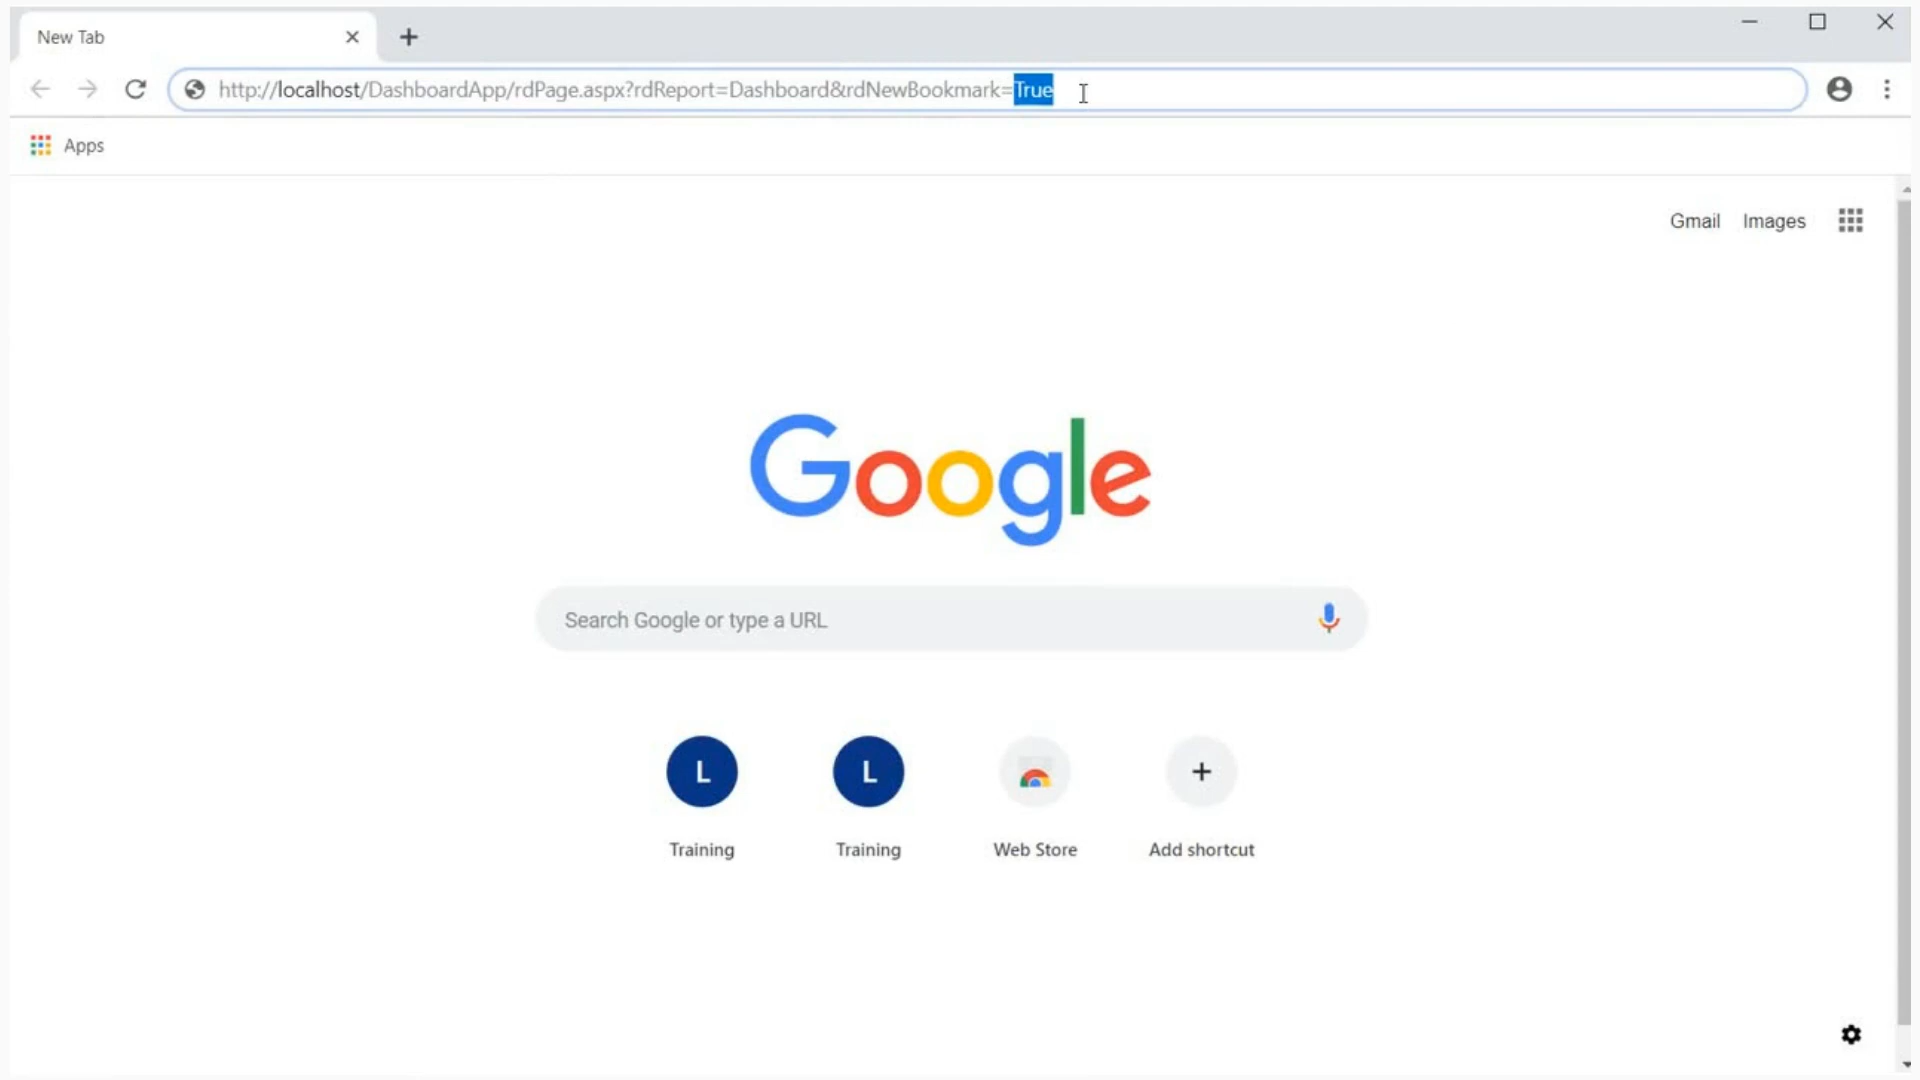 New Tab
http://localhost/DashboardApp/rdPage.aspx?rdReport=Dashboard&rdNewBookmark=True
Apps
Gmail Images
Google
Search Google or type a URL
L L
Training Training Web Store Add shortcut